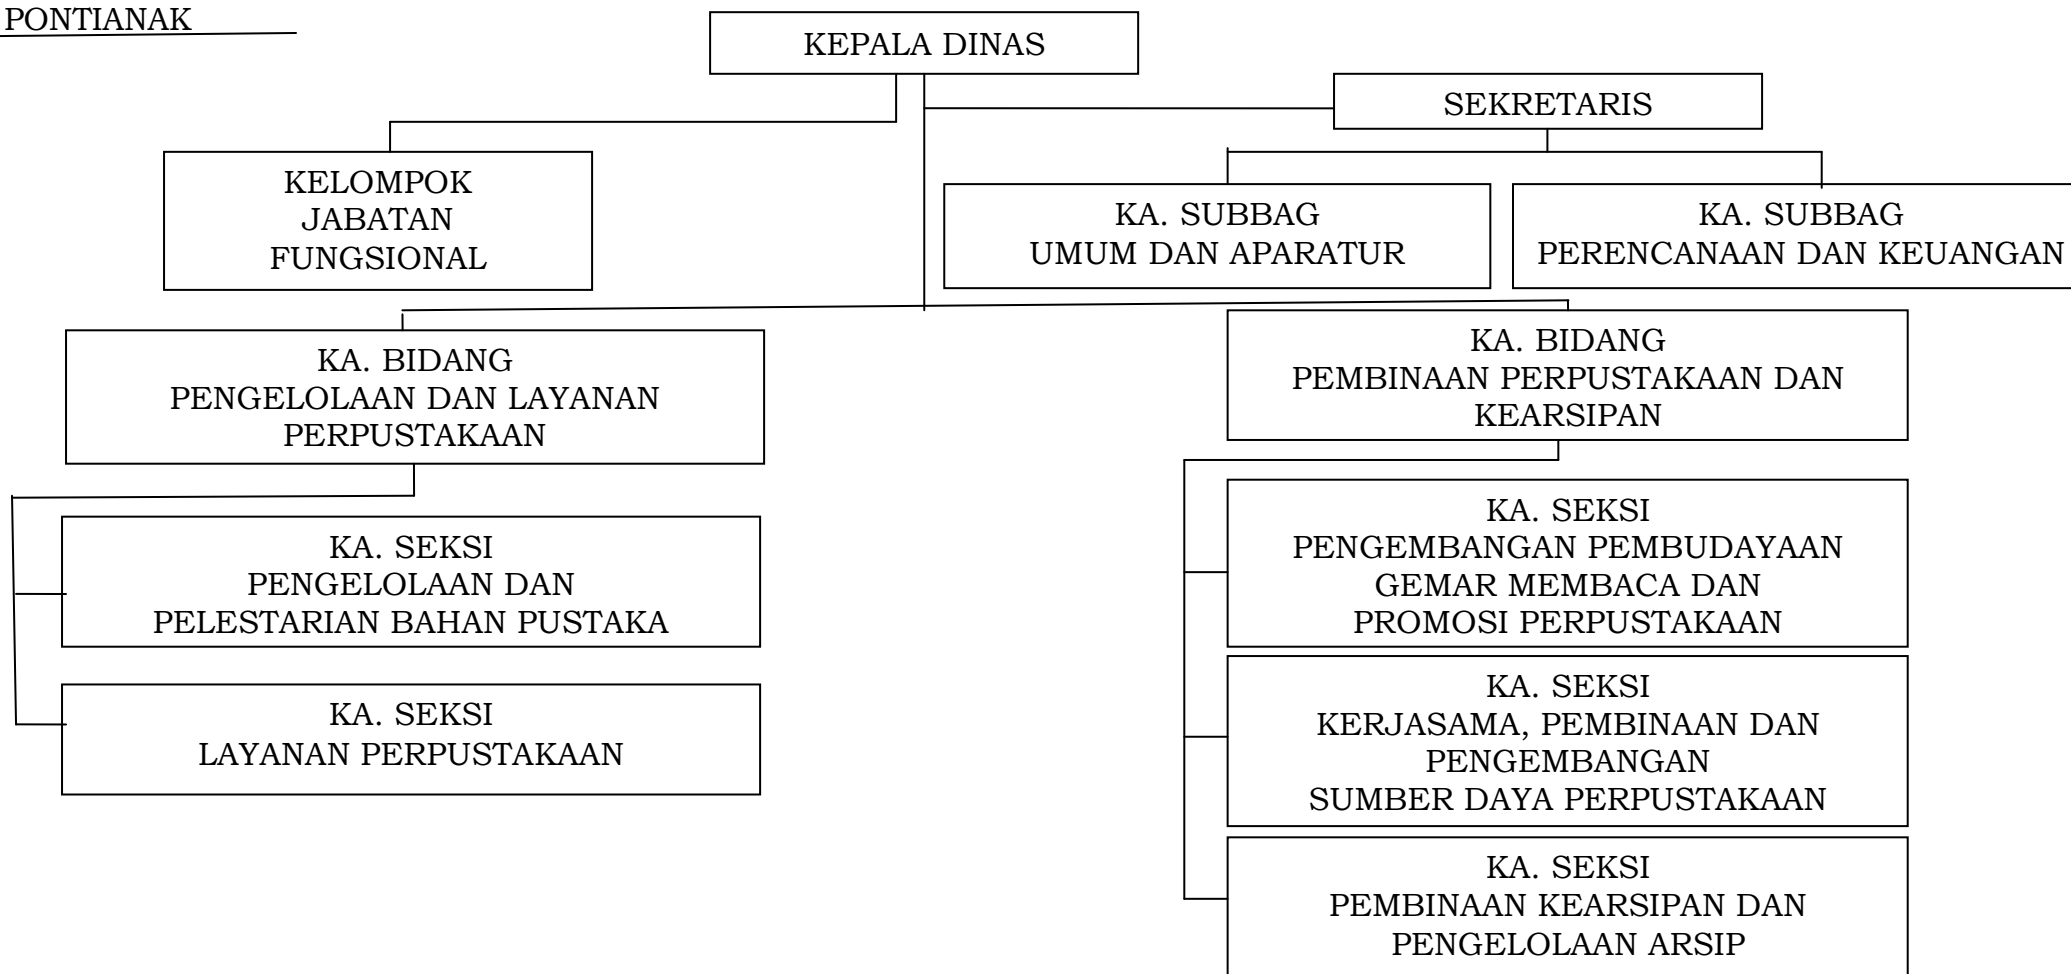 PONTIANAK
KEPALA DINAS
SEKRETARIS
KELOMPOK
JABATAN
FUNGSIONAL
KA. SUBBAG
UMUM DAN APARATUR
KA. SUBBAG
PERENCANAAN DAN KEUANGAN
KA. BIDANG
PENGELOLAAN DAN LAYANAN
PERPUSTAKAAN
KA. BIDANG
PEMBINAAN PERPUSTAKAAN DAN
KEARSIPAN
KA. SEKSI
PENGELOLAAN DAN
PELESTARIAN BAHAN PUSTAKA
KA. SEKSI
LAYANAN PERPUSTAKAAN
KA. SEKSI
PENGEMBANGAN PEMBUDAYAAN
GEMAR MEMBACA DAN
PROMOSI PERPUSTAKAAN
KA. SEKSI
KERJASAMA, PEMBINAAN DAN
PENGEMBANGAN
SUMBER DAYA PERPUSTAKAAN
KA. SEKSI
PEMBINAAN KEARSIPAN DAN
PENGELOLAAN ARSIP